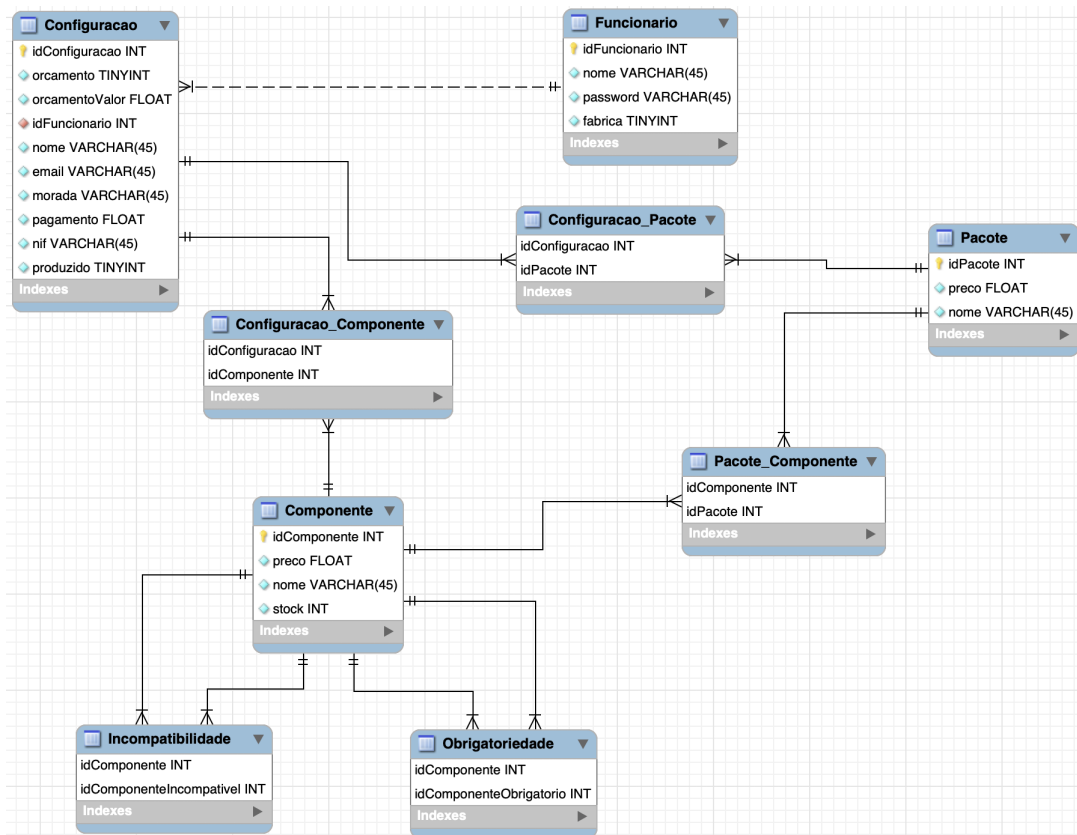 Configuracao
idConfiguracao INT
orcamento TINYINT
orcamentoValor FLOAT
idFuncionario INT
nome VARCHAR(45)
email VARCHAR(45)
morada VARCHAR(45)
pagamento FLOAT
nif VARCHAR(45)
produzido TINYINT
Indexes
Funcionario
idFuncionario INT
nome VARCHAR(45)
password VARCHAR(45)
fabrica TINYINT
Indexes
Configuracao_Pacote
idConfiguracao INT
idPacote INT
Indexes
Pacote
idPacote INT
preco FLOAT
nome VARCHAR(45)
Indexes
Configuracao_Componente
idConfiguracao INT
idComponente INT
Indexes
Pacote_Componente
idComponente INT
idPacote INT
Indexes
Componente
idComponente INT
preco FLOAT
nome VARCHAR(45)
stock INT
Indexes
Incompatibilidade
idComponente INT
idComponenteIncompativel INT
Indexes
Obrigatoriedade
idComponente INT
idComponenteObrigatorio INT
Indexes